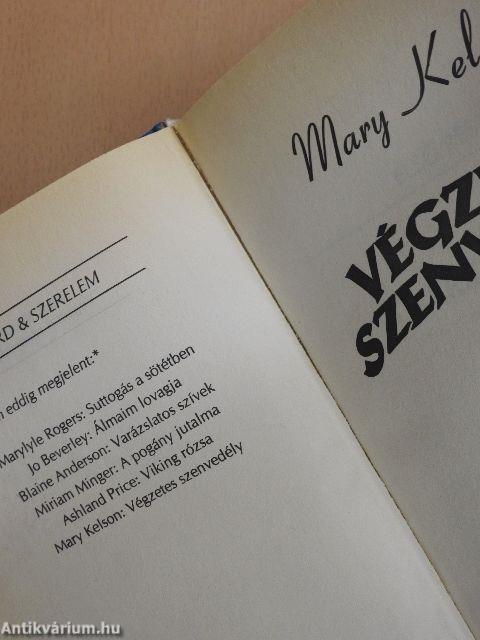 RD & SZERELEM
n eddig megjelent:*
Marylyle Rogers: Suttogás a sötétben
Jo Beverley: Álmaim lovagja
Blaine Anderson: Varázslatos szívek
Miriam Minger: A pogány jutalma
Ashland Price: Viking rózsa
Mary Kelson: Végzetes szenvedély
Mary Kel
VÉGZ
SZENV
Antikvárium.hu